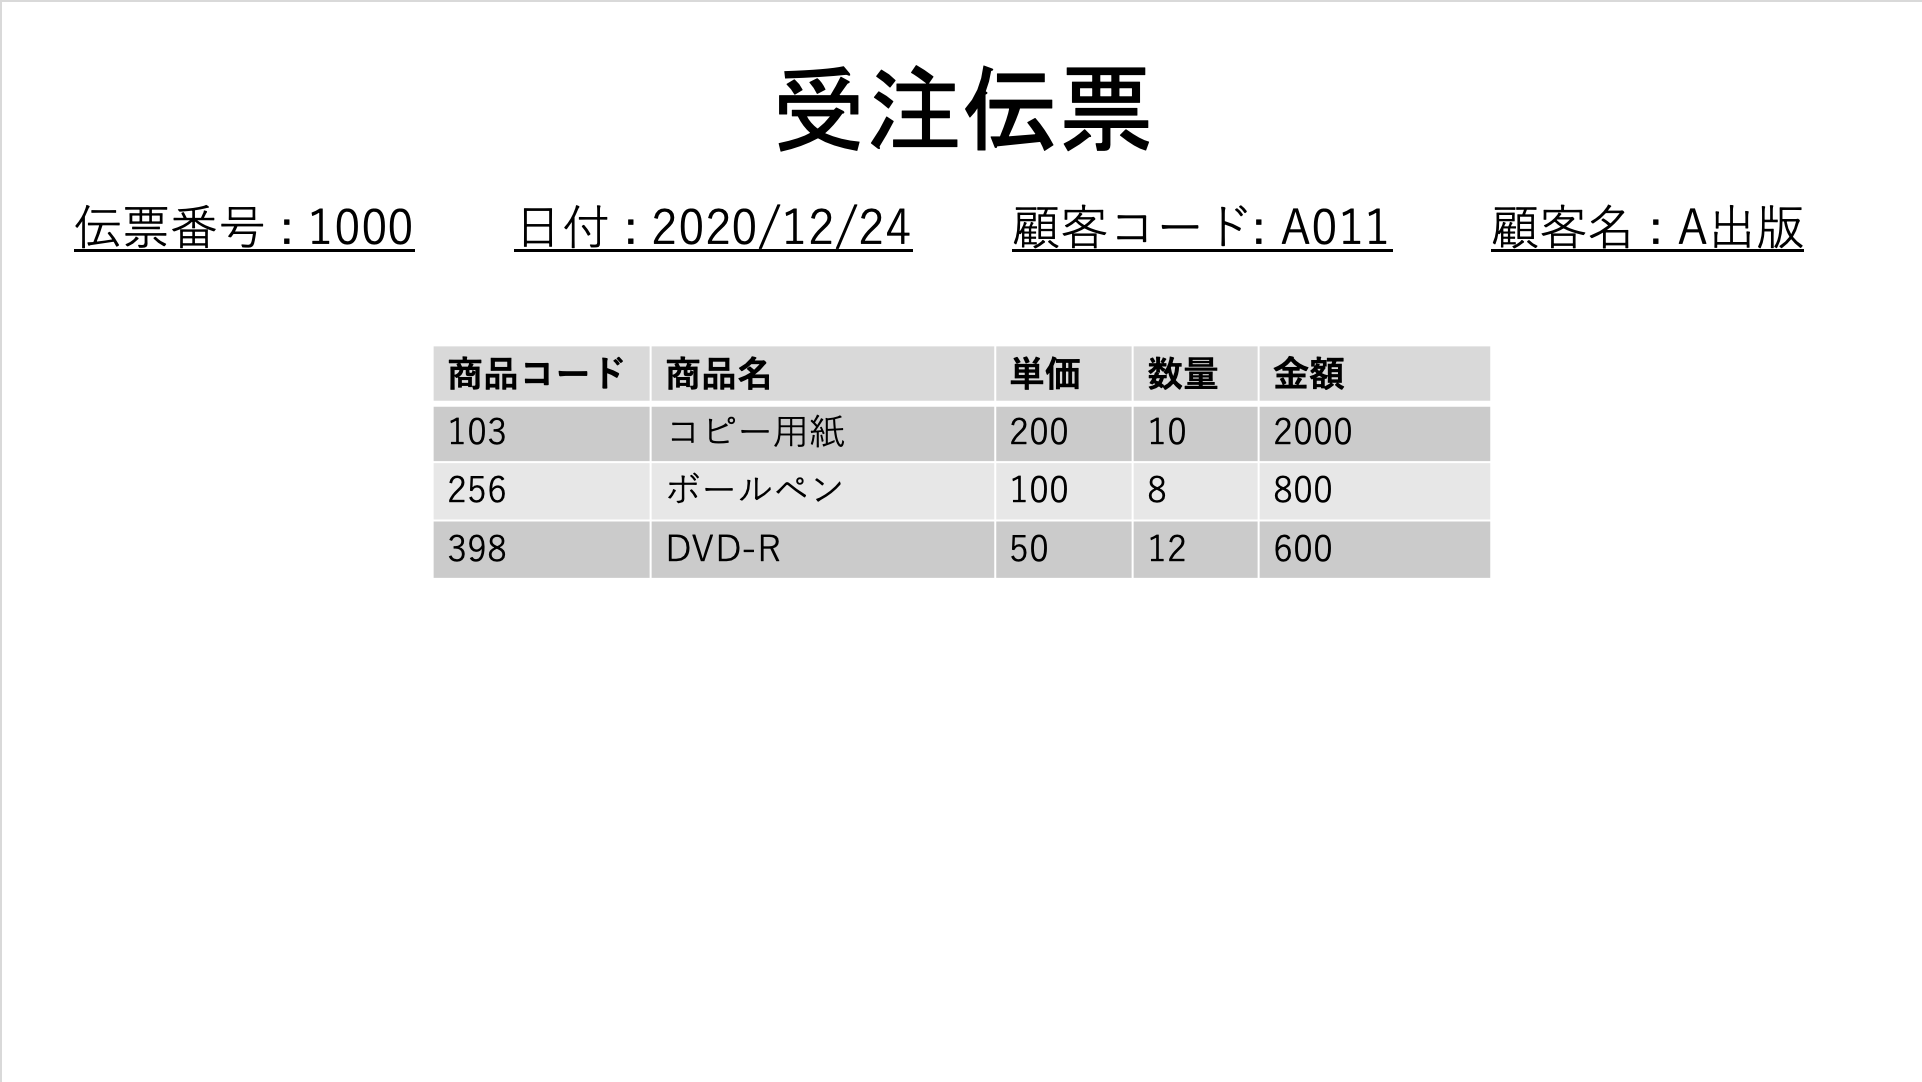 受注伝票
伝票番号：1000 日付：2020/12/24 顧客コード: A011 顧客名：A出版
商品コード 商品名 単価 数量 金額
103 コピー用紙 200 10 2000
256 ボールペン 100 8 800
398 DVD-R 50 12 600